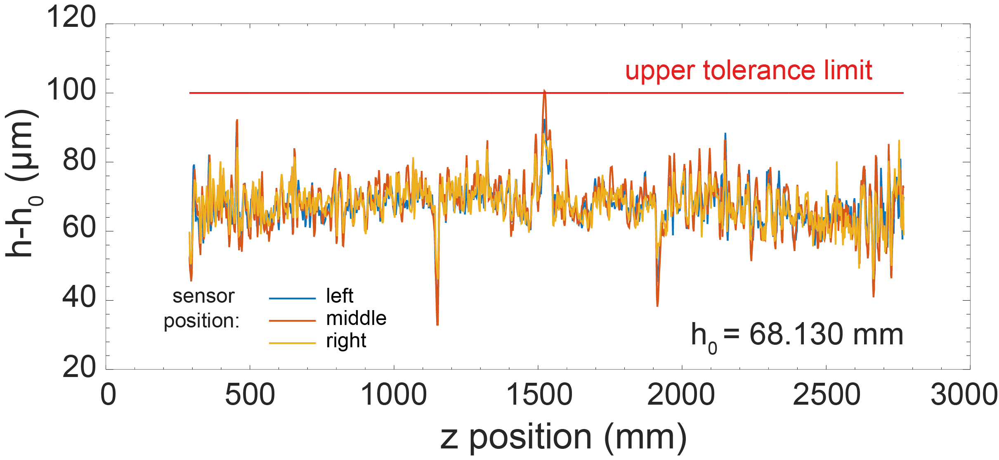 120
100
80
60
40
20
h-h0 (µm)
upper tolerance limit
sensor
position:
left
middle
right
h0 = 68.130 mm
0 500 1000 1500 2000 2500 3000
z position (mm)